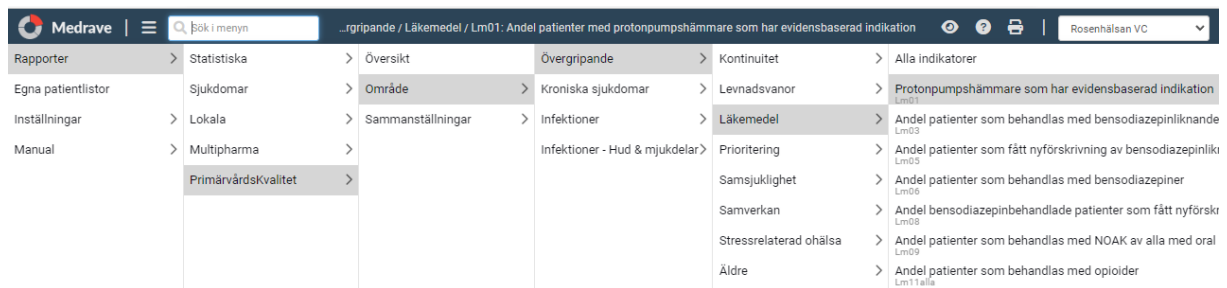 Medrave
Sök i menyn
...rgripande / Läkemedel / Lm01: Andel patienter med protonpumpshämmare som har evidensbaserad indikation
Rosenhälsan VC
Rapporter
Egna patientlistor
Inställningar
Manual
Statistiska
Sjukdomar
Lokala
Multipharma
PrimärvårdsKvalitet
Översikt
Område
Sammanställningar
Övergripande
Kroniska sjukdomar
Infektioner
Infektioner - Hud & mjukdelar
Kontinuitet
Levnadsvanor
Läkemedel
Prioritering
Samsjuklighet
Samverkan
Stressrelaterad ohälsa
Äldre
Alla indikatorer
Protonpumpshämmare som har evidensbaserad indikation
Lm01
Andel patienter som behandlas med bensodiazepinliknande
Lm03
Andel patienter som fått nyförskrivning av bensodiazepinlik
Lm05
Andel patienter som behandlas med bensodiazepiner
Lm06
Andel bensodiazepinbehandlade patienter som fått nyförsk
Lm08
Andel patienter som behandlas med NOAK av alla med oral
Lm09
Andel patienter som behandlas med opioider
Lm11alla